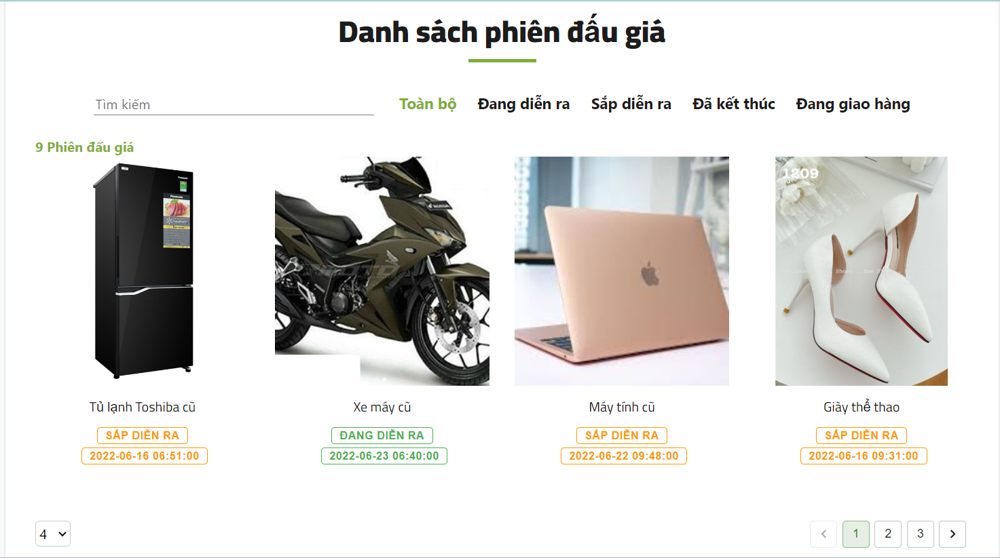 Danh sách phiên đấu giá
Tìm kiếm
Toàn bộ Đang diễn ra Sắp diễn ra Đã kết thúc Đang giao hàng
9 Phiên đấu giá
Panasonic
Panasonic
HONDA
1209
Tủ lạnh Toshiba cũ
Xe máy cũ
Máy tính cũ
Giày thể thao
SẮP DIỄN RA
ĐANG DIỄN RA
SẮP DIỄN RA
SẮP DIỄN RA
2022-06-16 06:51:00
2022-06-23 06:40:00
2022-06-22 09:48:00
2022-06-16 09:31:00
4
1 2 3